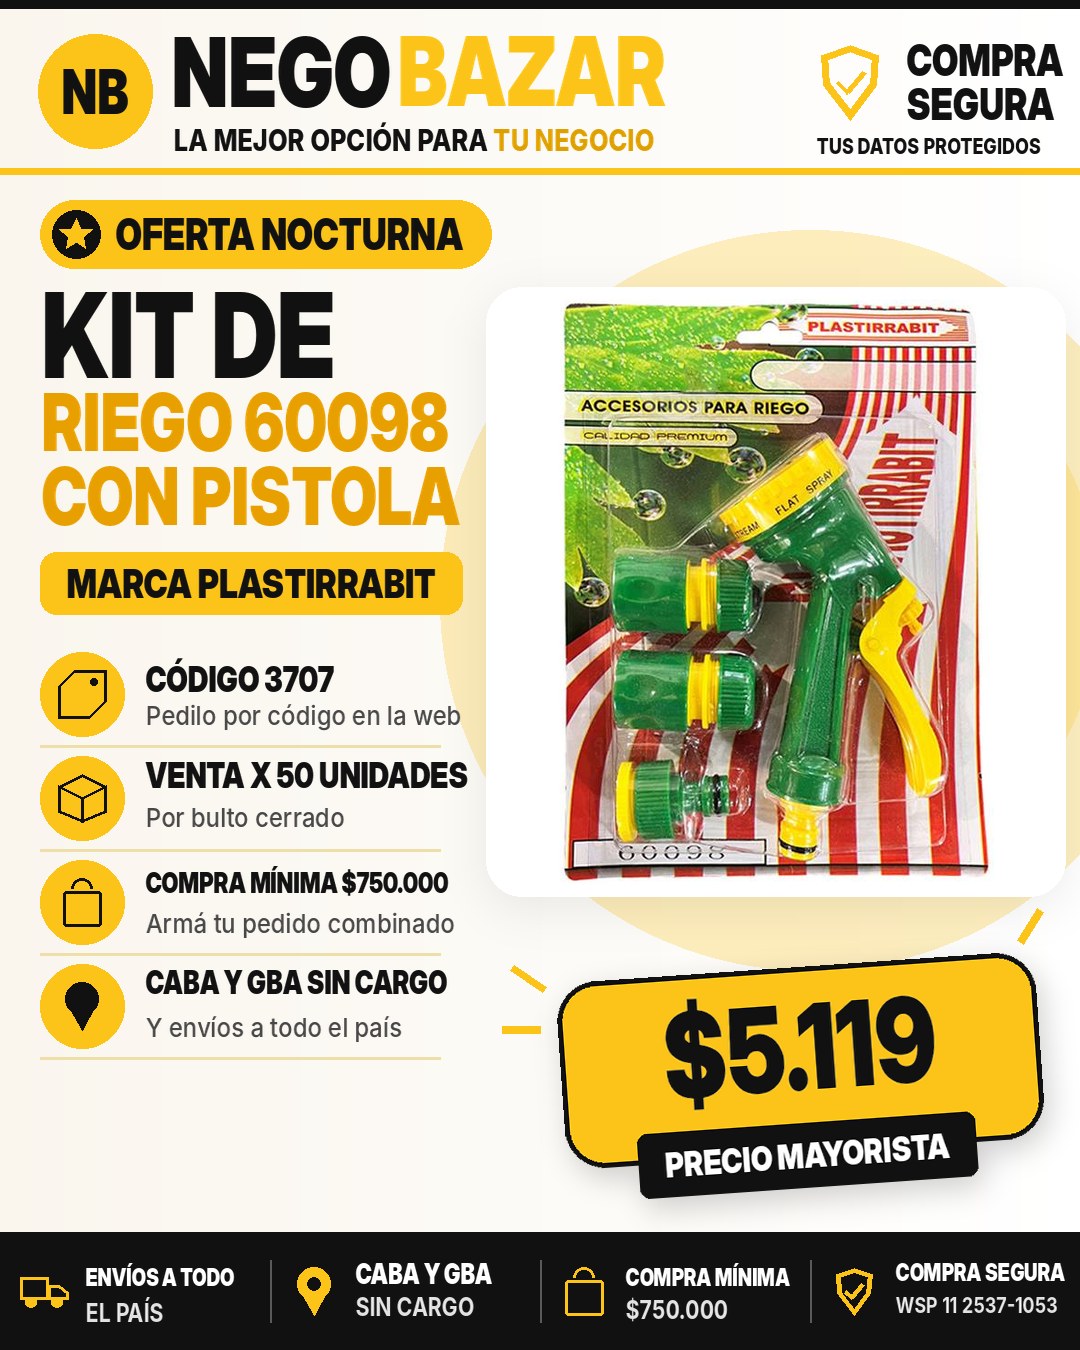 NB
NEGOBAZAR
LA MEJOR OPCIÓN PARA TU NEGOCIO
COMPRA
SEGURA
TUS DATOS PROTEGIDOS
OFERTA NOCTURNA
KIT DE
RIEGO 60098
CON PISTOLA
MARCA PLASTIRRABIT
CÓDIGO 3707
Pedilo por código en la web
VENTA X 50 UNIDADES
Por bulto cerrado
COMPRA MÍNIMA $750.000
Armá tu pedido combinado
CABA Y GBA SIN CARGO
Y envíos a todo el país
PLASTIRRABIT
ACCESORIOS PARA RIEGO
CALIDAD PREMIUM
FLAT SPRAY
60098
$5.119
PRECIO MAYORISTA
ENVÍOS A TODO
EL PAÍS
CABA Y GBA
SIN CARGO
COMPRA MÍNIMA
$750.000
COMPRA SEGURA
WSP 11 2537-1053